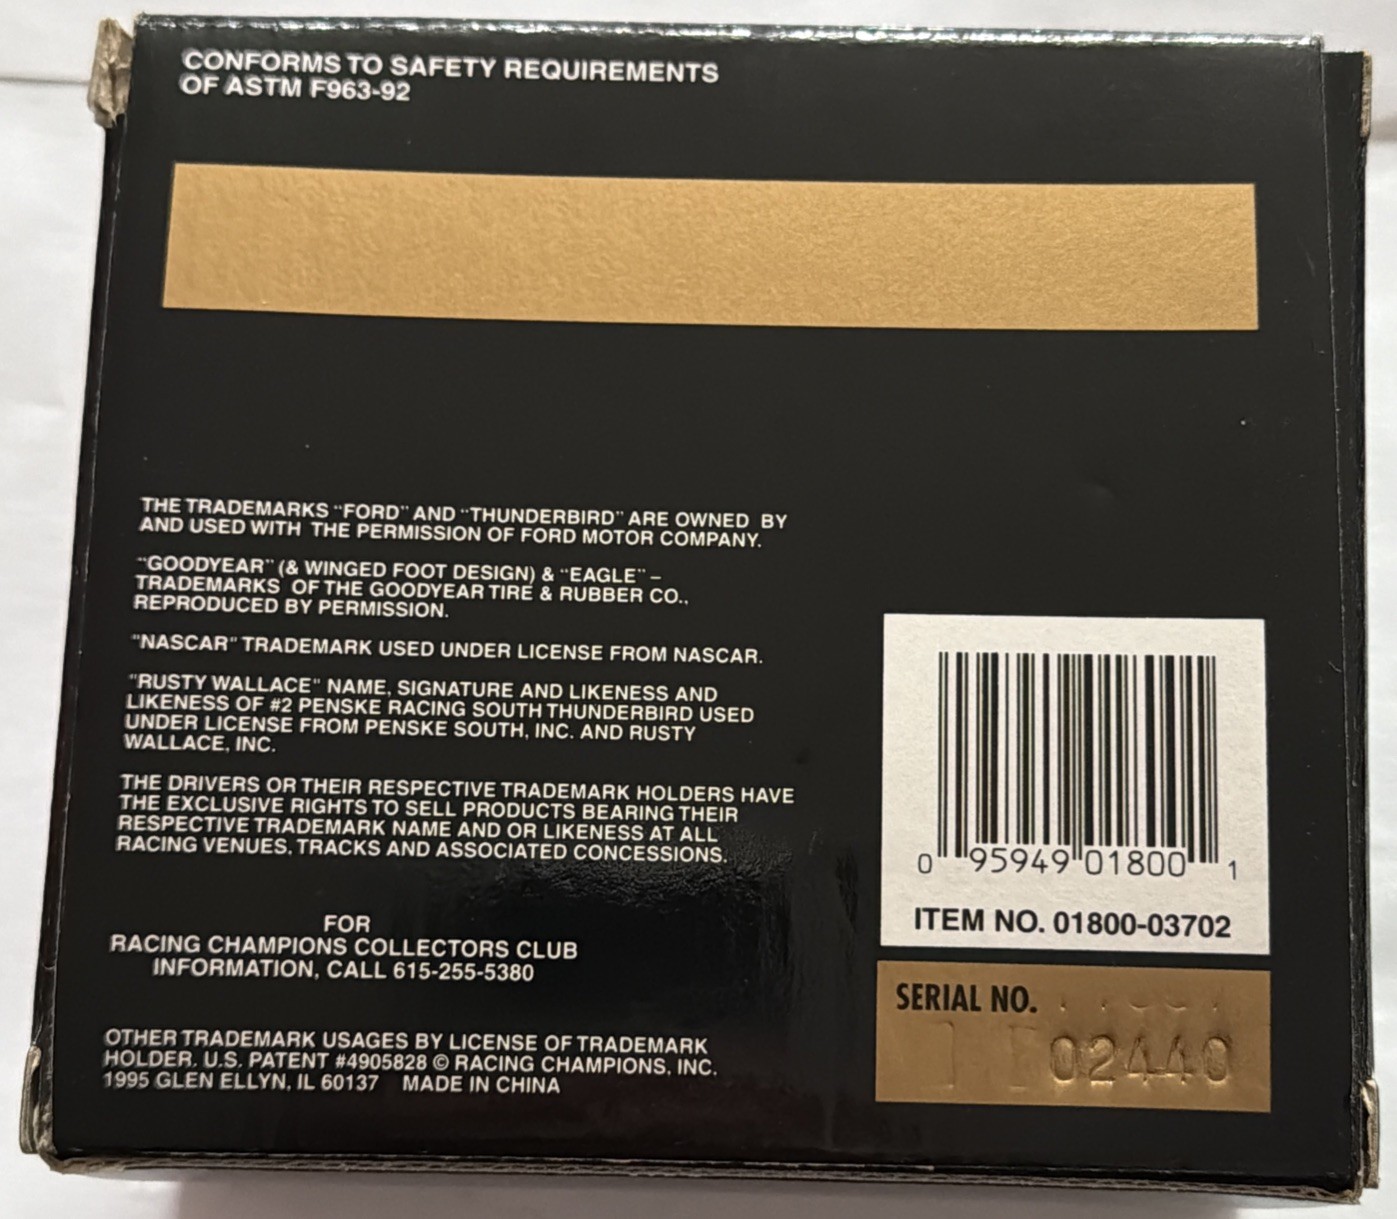 CONFORMS TO SAFETY REQUIREMENTS
OF ASTM F963-92
THE TRADEMARKS "FORD" AND "THUNDERBIRD" ARE OWNED BY
AND USED WITH THE PERMISSION OF FORD MOTOR COMPANY.
"GOODYEAR" (& WINGED FOOT DESIGN) & "EAGLE" –
TRADEMARKS OF THE GOODYEAR TIRE & RUBBER CO.,
REPRODUCED BY PERMISSION.
"NASCAR" TRADEMARK USED UNDER LICENSE FROM NASCAR.
"RUSTY WALLACE" NAME, SIGNATURE AND LIKENESS AND
LIKENESS OF #2 PENSKE RACING SOUTH THUNDERBIRD USED
UNDER LICENSE FROM PENSKE SOUTH, INC. AND RUSTY
WALLACE, INC.
THE DRIVERS OR THEIR RESPECTIVE TRADEMARK HOLDERS HAVE
THE EXCLUSIVE RIGHTS TO SELL PRODUCTS BEARING THEIR
RESPECTIVE TRADEMARK NAME AND OR LIKENESS AT ALL
RACING VENUES, TRACKS AND ASSOCIATED CONCESSIONS.
FOR
RACING CHAMPIONS COLLECTORS CLUB
INFORMATION, CALL 615-255-5380
OTHER TRADEMARK USAGES BY LICENSE OF TRADEMARK
HOLDER. U.S. PATENT #4905828 © RACING CHAMPIONS, INC.
1995 GLEN ELLYN, IL 60137 MADE IN CHINA
0 95949 01800 1
ITEM NO. 01800-03702
SERIAL NO.
02440